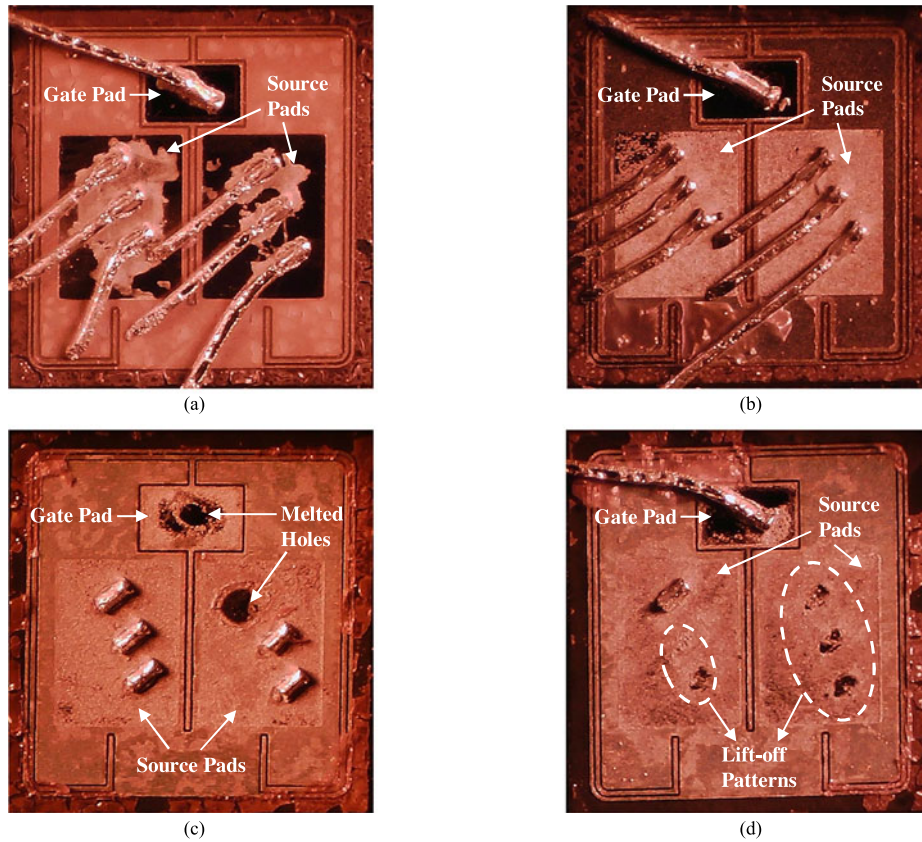 Gate Pad
Source
Pads
(a)
Gate Pad
Source
Pads
(b)
Gate Pad
Melted
Holes
Source Pads
(c)
Gate Pad
Source
Pads
Lift-off
Patterns
(d)